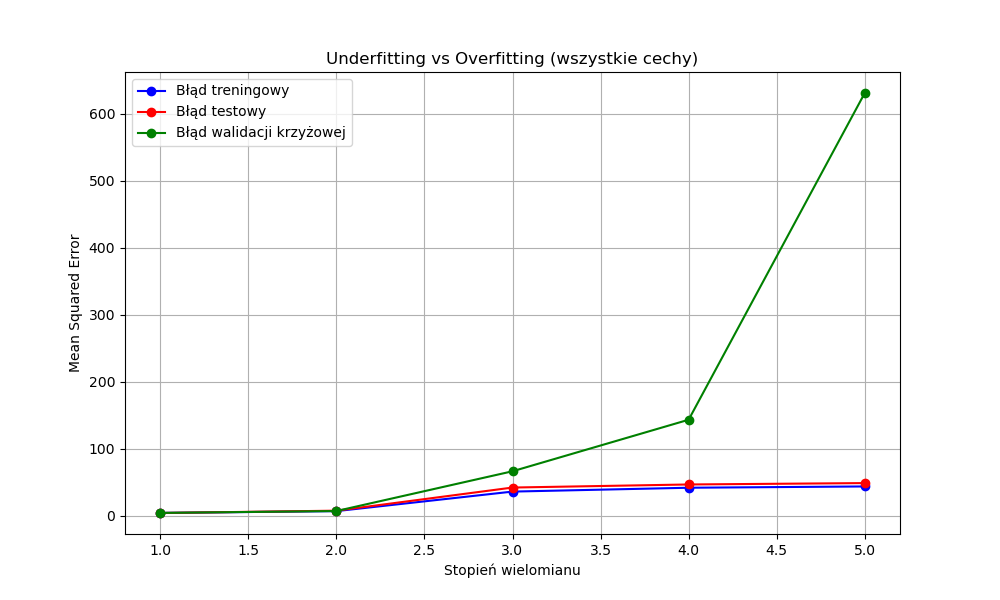 Underfitting vs Overfitting (wszystkie cechy)
Błąd treningowy
Błąd testowy
Błąd walidacji krzyżowej
Mean Squared Error
600
500
400
300
200
100
0
1.0 1.5 2.0 2.5 3.0 3.5 4.0 4.5 5.0
Stopień wielomianu